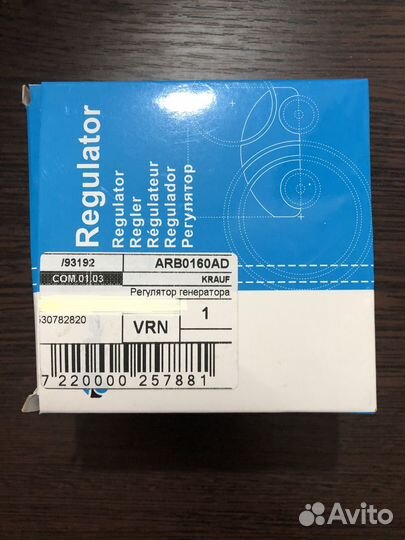 Regulator
Regulator
Regler
Régulateur
Regulador
Регулятор
/93192
ARB0160AD
COM.01.03
KRAUF
Регулятор генератора
530782820
VRN
1
7 220000 257881
Avito